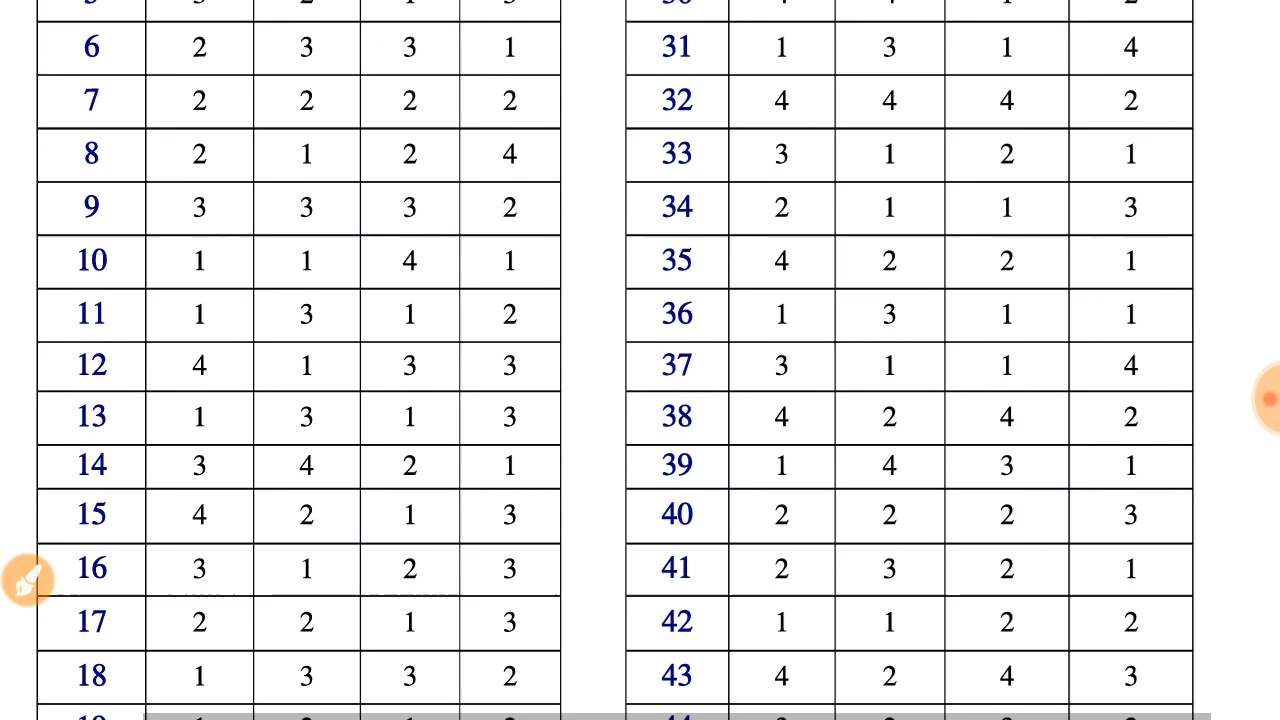 6 2 3 3 1
7 2 2 2 2
8 2 1 2 4
9 3 3 3 2
10 1 1 4 1
11 1 3 1 2
12 4 1 3 3
13 1 3 1 3
14 3 4 2 1
15 4 2 1 3
16 3 1 2 3
17 2 2 1 3
18 1 3 3 2
31 1 3 1 4
32 4 4 4 2
33 3 1 2 1
34 2 1 1 3
35 4 2 2 1
36 1 3 1 1
37 3 1 1 4
38 4 2 4 2
39 1 4 3 1
40 2 2 2 3
41 2 3 2 1
42 1 1 2 2
43 4 2 4 3